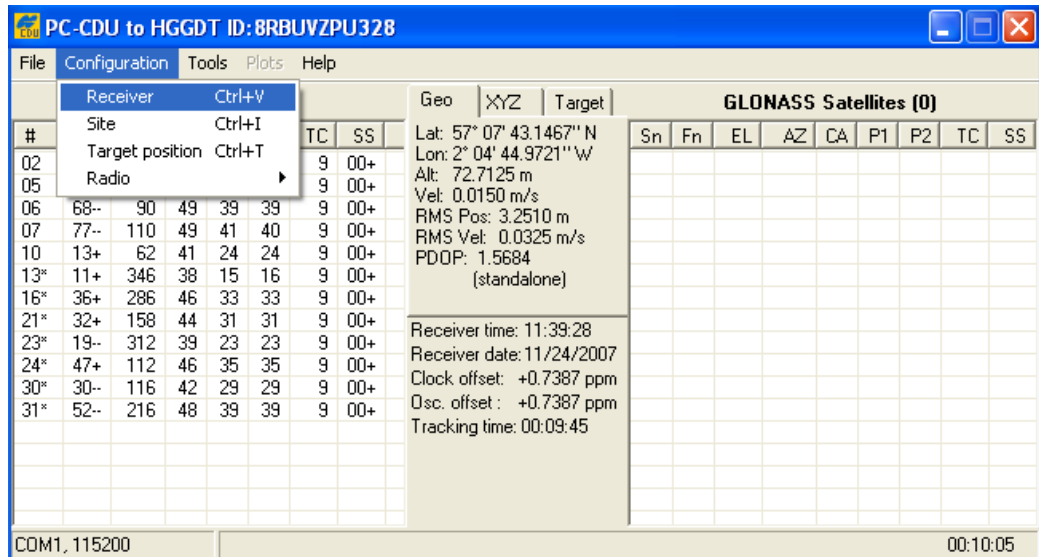 PC-CDU to HGGDT ID: 8RBUVZPU328
File Configuration Tools Plots Help
Receiver Ctrl+V
Site Ctrl+I
Target position Ctrl+T
Radio
Geo XYZ Target
GLONASS Satellites (0)
# TC SS
02 9 00+
05 9 00+
06 68-- 90 49 39 39 9 00+
07 77-- 110 49 41 40 9 00+
10 13+ 62 41 24 24 9 00+
13* 11+ 346 38 15 16 9 00+
16* 36+ 286 46 33 33 9 00+
21* 32+ 158 44 31 31 9 00+
23* 19-- 312 39 23 23 9 00+
24* 47+ 112 46 35 35 9 00+
30* 30-- 116 42 29 29 9 00+
31* 52-- 216 48 39 39 9 00+
Lat: 57° 07' 43.1467'' N
Lon: 2° 04' 44.9721'' W
Alt: 72.7125 m
Vel: 0.0150 m/s
RMS Pos: 3.2510 m
RMS Vel: 0.0325 m/s
PDOP: 1.5684
(standalone)
Receiver time: 11:39:28
Receiver date: 11/24/2007
Clock offset: +0.7387 ppm
Osc. offset : +0.7387 ppm
Tracking time: 00:09:45
Sn Fn EL AZ CA P1 P2 TC SS
COM1, 115200
00:10:05